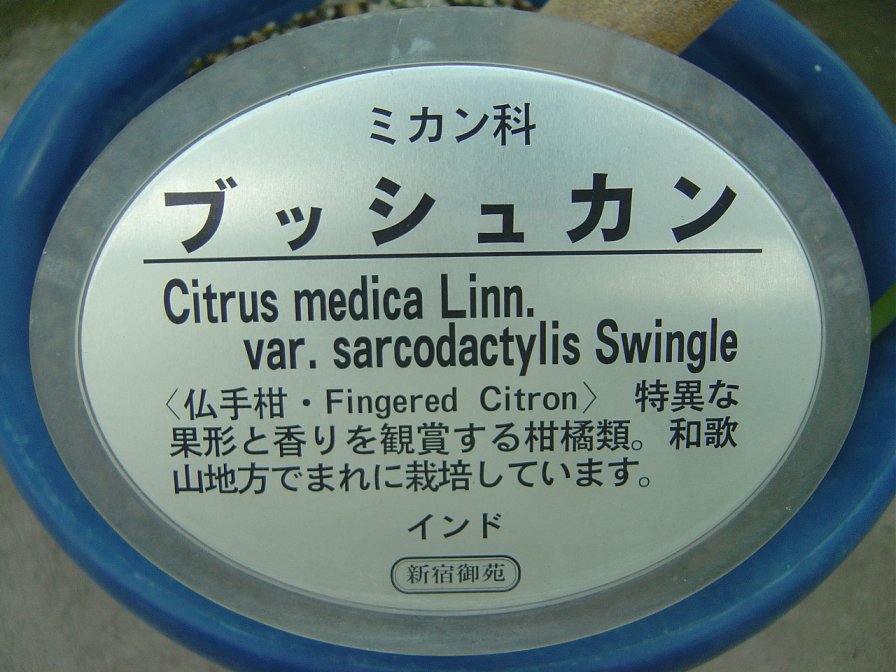 ミカン科
ブッシュカン
Citrus medica Linn.
var. sarcodactylis Swingle
〈仏手柑・Fingered Citron〉 特異な
果形と香りを観賞する柑橘類。和歌
山地方でまれに栽培しています。
インド
新宿御苑